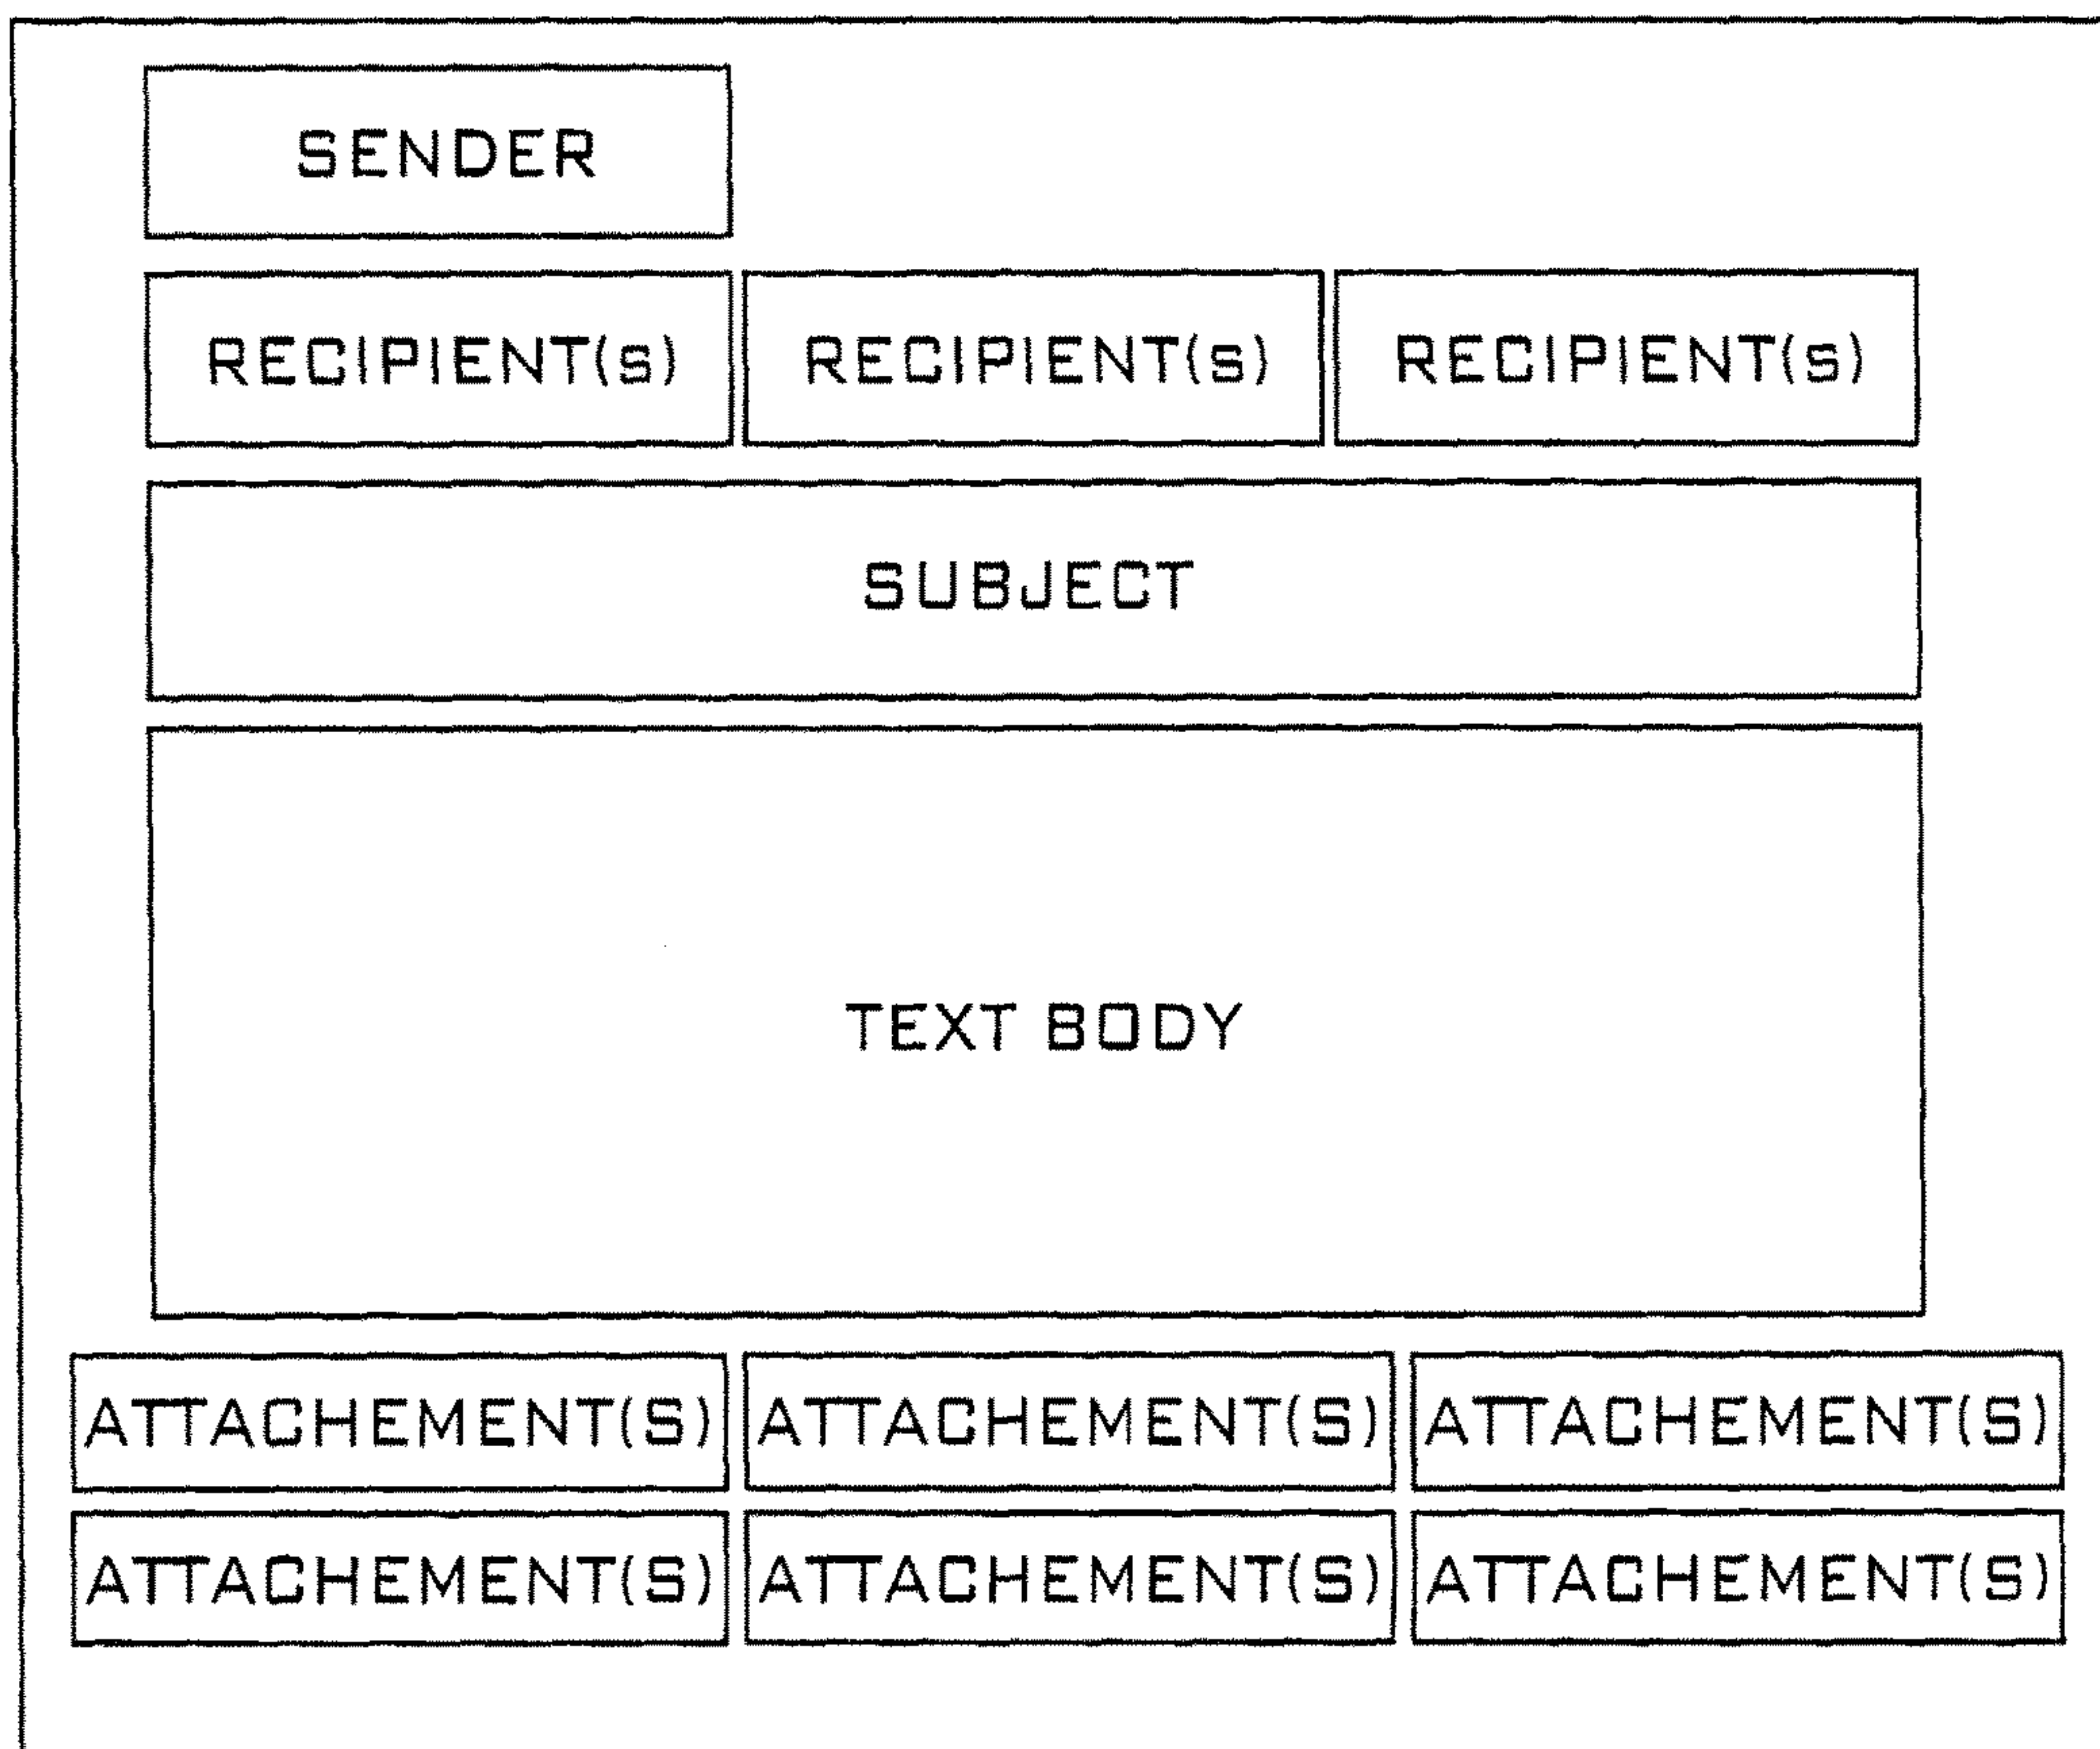 SENDER
RECIPIENT(s) RECIPIENT(s) RECIPIENT(s)
SUBJECT
TEXT BODY
ATTACHEMENT(S) ATTACHEMENT(S) ATTACHEMENT(S)
ATTACHEMENT(S) ATTACHEMENT(S) ATTACHEMENT(S)